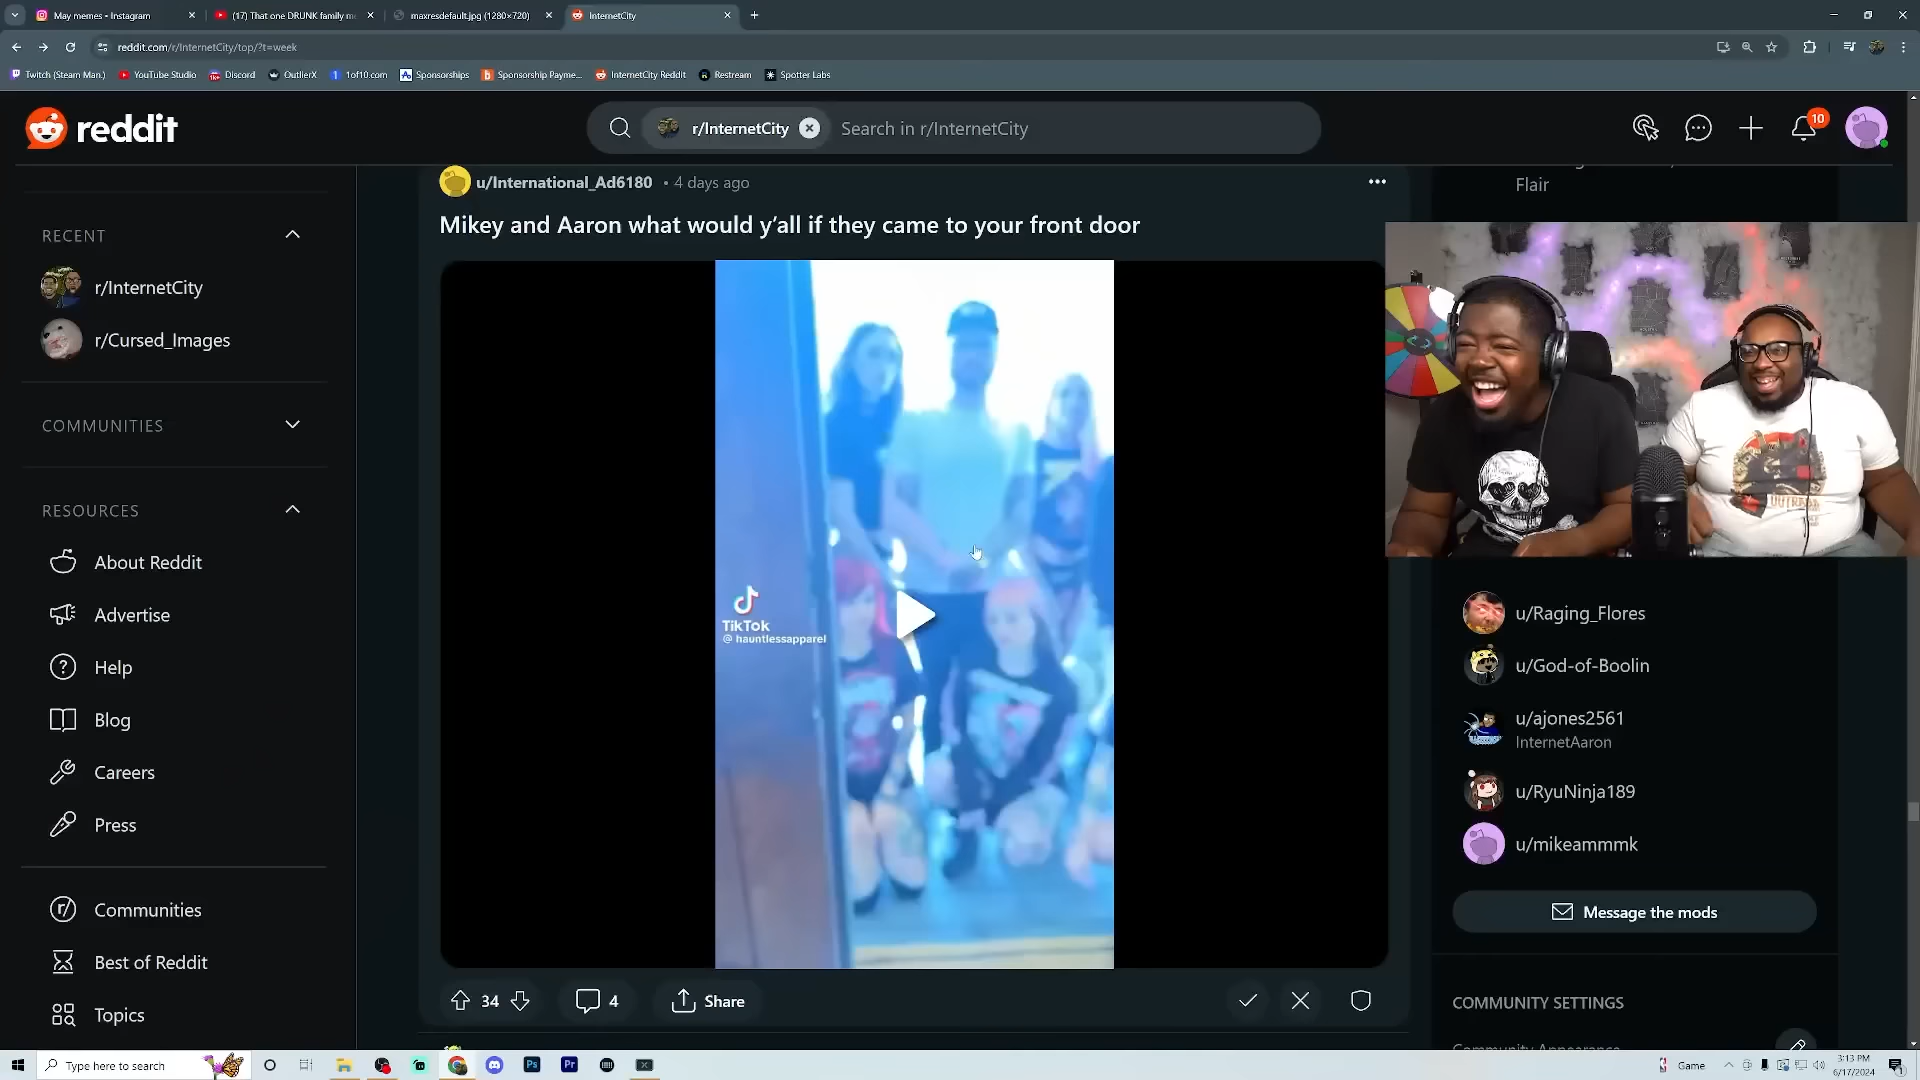 May memes - Instagram
(17) That one DRUNK family m
maxresdefault.jpg (1280×720)
InternetCity
reddit.com/r/InternetCity/top/?t=week
Twitch (Steam Man.)
YouTube Studio
Discord
OutlierX
1of10.com
Sponsorships
Sponsorship Payme...
InternetCity Reddit
Restream
Spotter Labs
reddit
r/InternetCity
Search in r/InternetCity
10
u/International_Ad6180 • 4 days ago
Flair
Mikey and Aaron what would y'all if they came to your front door
RECENT
r/InternetCity
r/Cursed_Images
COMMUNITIES
RESOURCES
About Reddit
Advertise
Help
Blog
Careers
Press
Communities
Best of Reddit
Topics
TikTok
@ hauntlessapparel
u/Raging_Flores
u/God-of-Boolin
u/ajones2561
InternetAaron
u/RyuNinja189
u/mikeammmk
Message the mods
COMMUNITY SETTINGS
Community Appearance
34
4
Share
Type here to search
Ps
Pr
Game
3:13 PM
6/17/2024